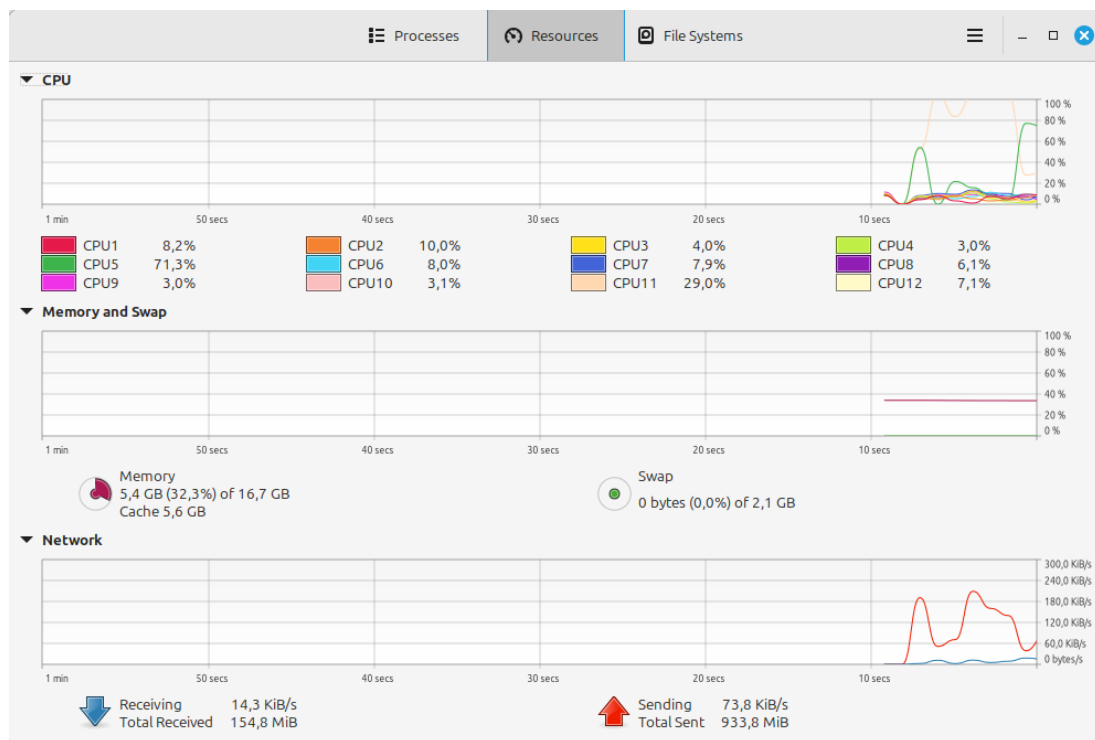 Processes Resources File Systems
CPU
100 %
80 %
60 %
40 %
20 %
0 %
1 min 50 secs 40 secs 30 secs 20 secs 10 secs
CPU1 8,2% CPU2 10,0% CPU3 4,0% CPU4 3,0%
CPU5 71,3% CPU6 8,0% CPU7 7,9% CPU8 6,1%
CPU9 3,0% CPU10 3,1% CPU11 29,0% CPU12 7,1%
Memory and Swap
100 %
80 %
60 %
40 %
20 %
0 %
1 min 50 secs 40 secs 30 secs 20 secs 10 secs
Memory
5,4 GB (32,3%) of 16,7 GB
Cache 5,6 GB
Swap
0 bytes (0,0%) of 2,1 GB
Network
300,0 KiB/s
240,0 KiB/s
180,0 KiB/s
120,0 KiB/s
60,0 KiB/s
0 bytes/s
1 min 50 secs 40 secs 30 secs 20 secs 10 secs
Receiving 14,3 KiB/s
Total Received 154,8 MiB
Sending 73,8 KiB/s
Total Sent 933,8 MiB